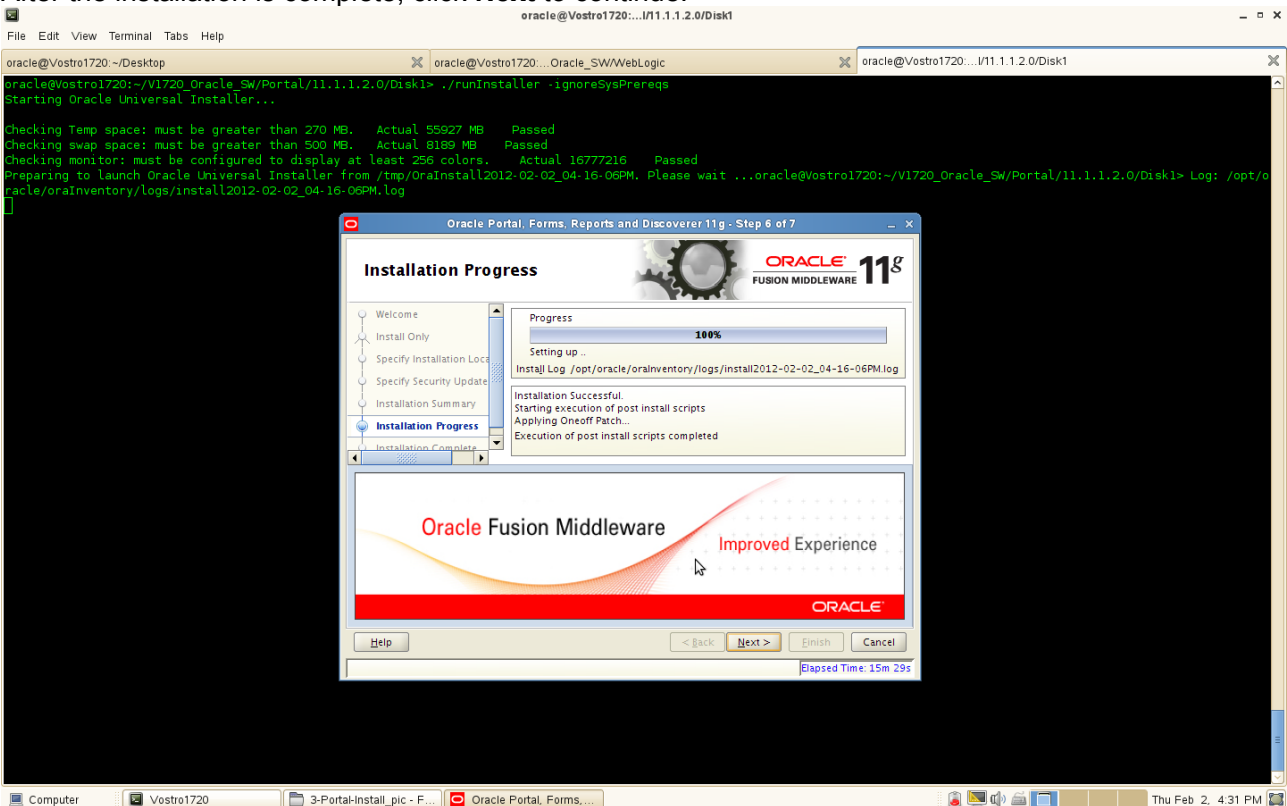 After the installation is complete, click Next to continue.
oracle@Vostro1720:...l/11.1.1.2.0/Disk1
File Edit View Terminal Tabs Help
oracle@Vostro1720:~/Desktop
oracle@Vostro1720:...Oracle_SW/WebLogic
oracle@Vostro1720:...l/11.1.1.2.0/Disk1
oracle@Vostro1720:~/V1720_Oracle_SW/Portal/11.1.1.2.0/Disk1> ./runInstaller -ignoreSysPrereqs
Starting Oracle Universal Installer...
Checking Temp space: must be greater than 270 MB. Actual 55927 MB Passed
Checking swap space: must be greater than 500 MB. Actual 8189 MB Passed
Checking monitor: must be configured to display at least 256 colors. Actual 16777216 Passed
Preparing to launch Oracle Universal Installer from /tmp/OraInstall2012-02-02_04-16-06PM. Please wait ...oracle@Vostro1720:~/V1720_Oracle_SW/Portal/11.1.1.2.0/Disk1> Log: /opt/o
racle/oraInventory/logs/install2012-02-02_04-16-06PM.log
Oracle Portal, Forms, Reports and Discoverer 11g - Step 6 of 7
Installation Progress
ORACLE
FUSION MIDDLEWARE
11g
Welcome
Install Only
Specify Installation Loca
Specify Security Update
Installation Summary
Installation Progress
Installation Complete
Progress
100%
Setting up ..
Install Log /opt/oracle/oraInventory/logs/install2012-02-02_04-16-06PM.log
Installation Successful.
Starting execution of post install scripts
Applying Oneoff Patch...
Execution of post install scripts completed
Oracle Fusion Middleware
Improved Experience
ORACLE
Help
< Back
Next >
Finish
Cancel
Elapsed Time: 15m 29s
Computer
Vostro1720
3-Portal-Install_pic - F...
Oracle Portal, Forms,...
Thu Feb 2, 4:31 PM